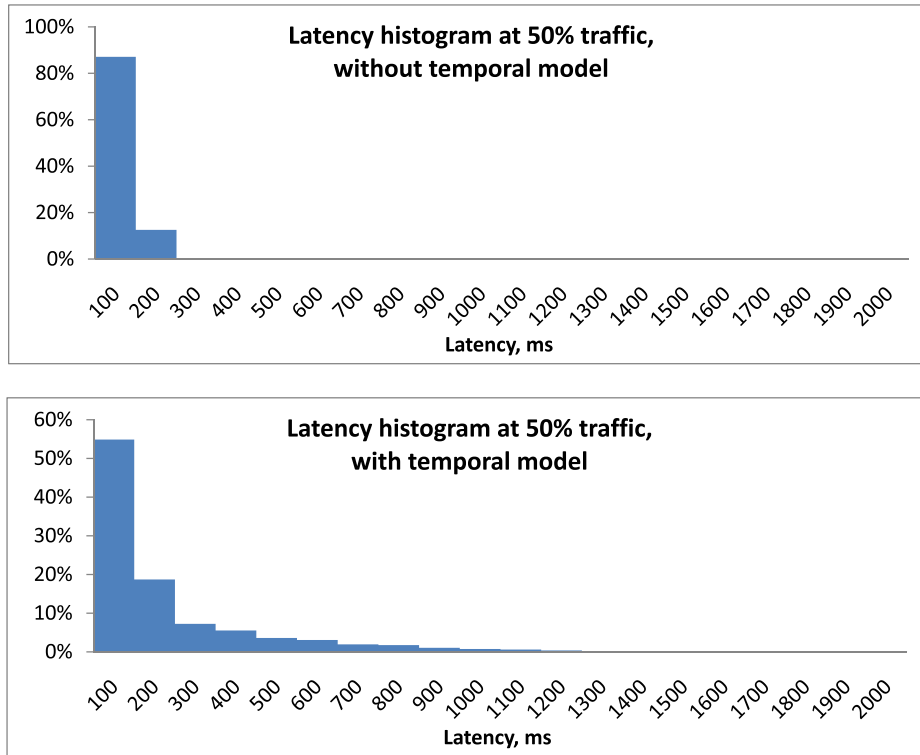 Latency histogram at 50% traffic,
without temporal model
100%
80%
60%
40%
20%
0%
100 200 300 400 500 600 700 800 900 1000 1100 1200 1300 1400 1500 1600 1700 1800 1900 2000
Latency, ms
Latency histogram at 50% traffic,
with temporal model
60%
50%
40%
30%
20%
10%
0%
100 200 300 400 500 600 700 800 900 1000 1100 1200 1300 1400 1500 1600 1700 1800 1900 2000
Latency, ms